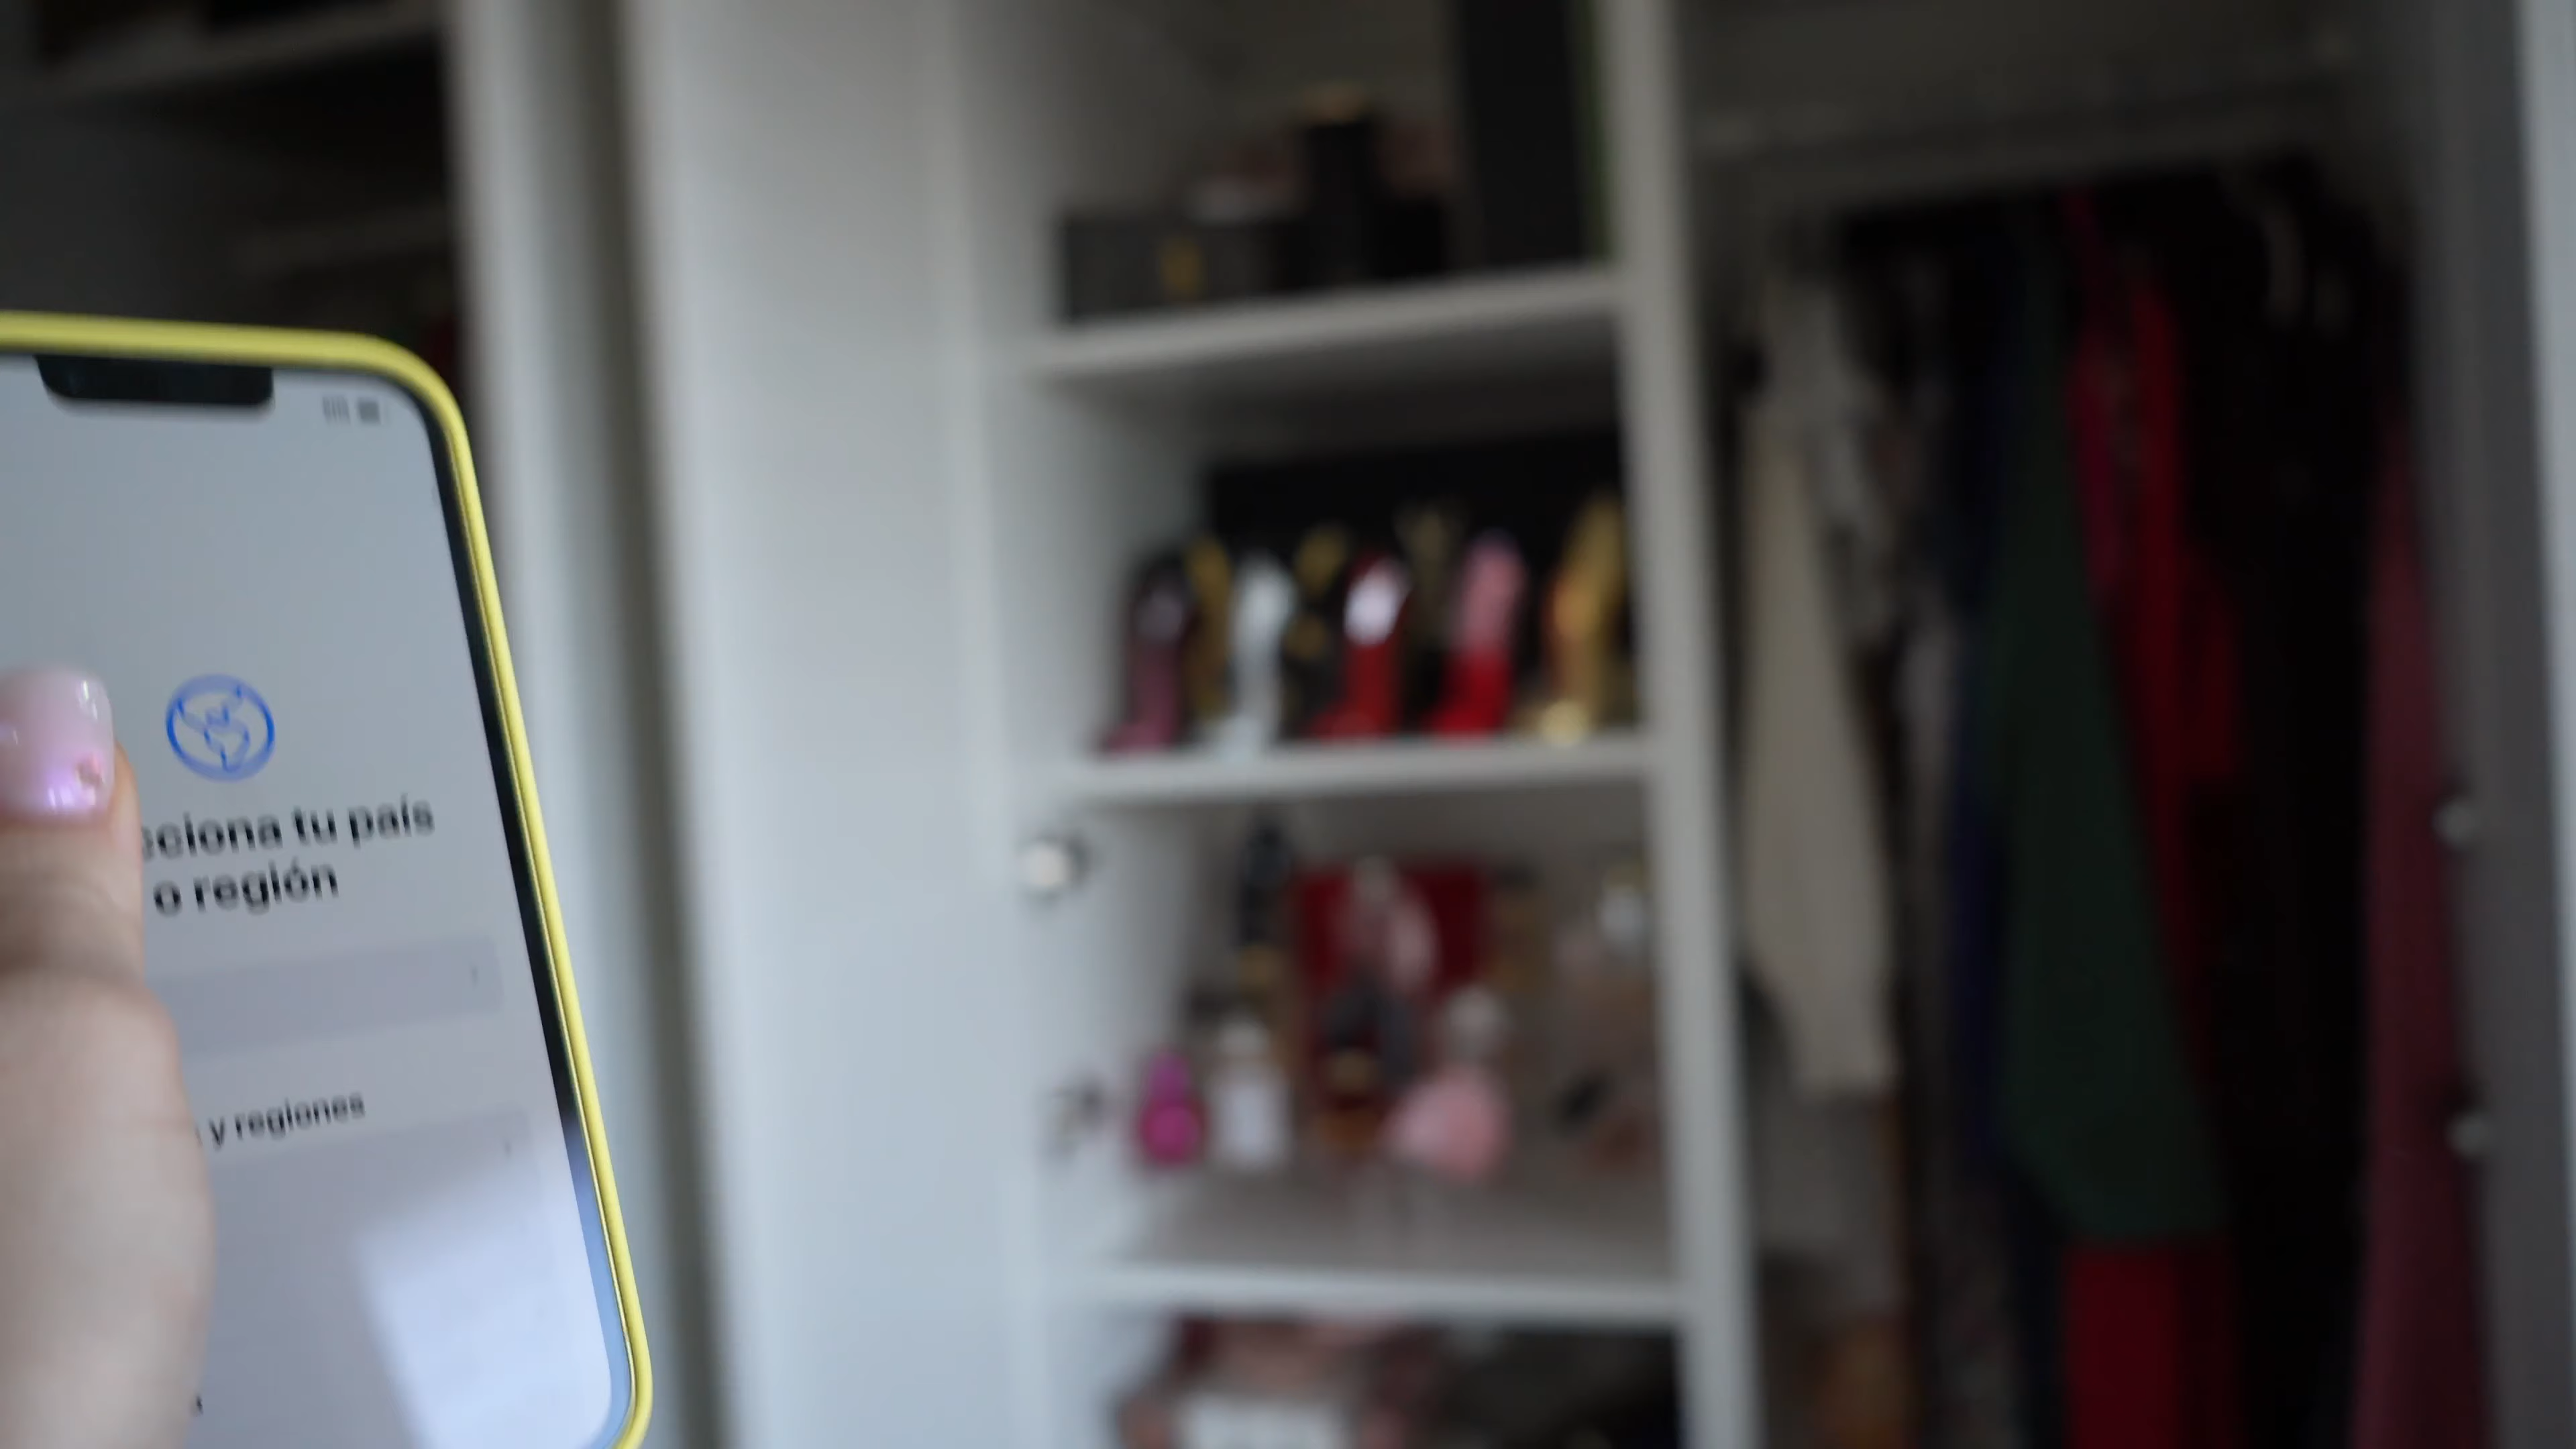 cciona tu país
o región
y regiones